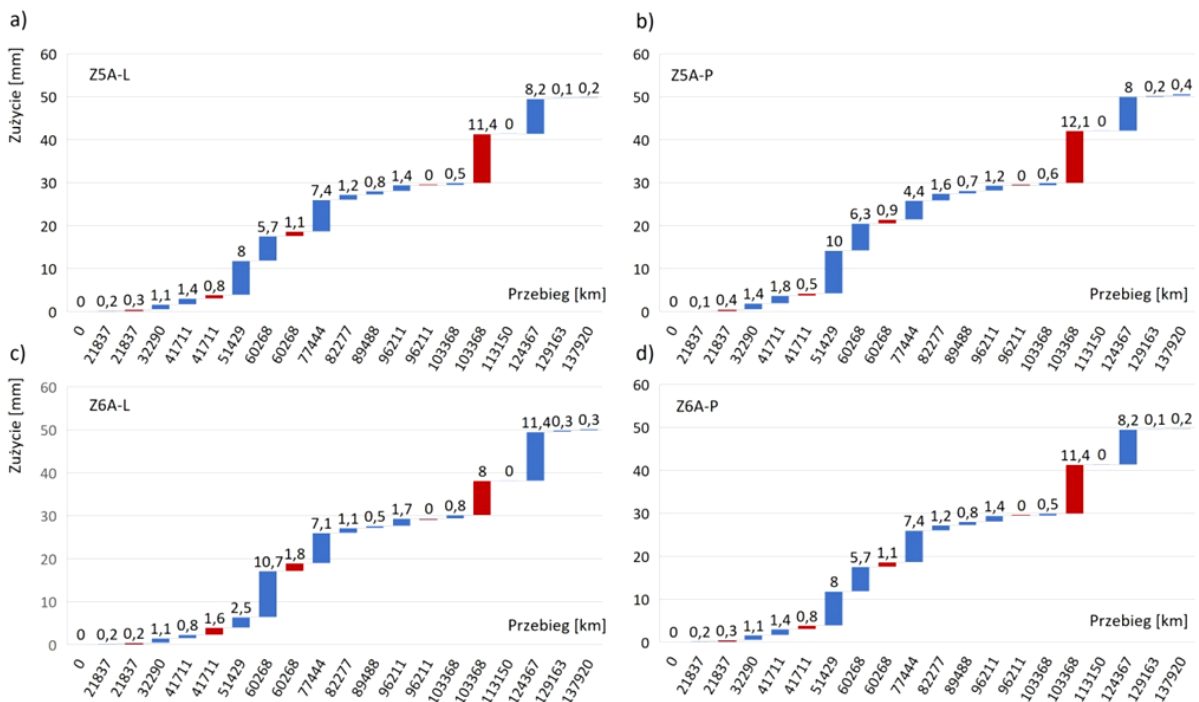 a)
Zużycie [mm]
60
50
40
30
20
10
0
Z5A-L
0 0,2 0,3 1,1 1,4 0,8 8 5,7 1,1 7,4 1,2 0,8 1,4 0 0,5 11,4 0 8,2 0,1 0,2
Przebieg [km]
0 21837 21837 32290 41711 41711 51429 60268 60268 77444 82277 89488 96211 96211 103368 103368 113150 124367 129163 137920
b)
60
50
40
30
20
10
0
Z5A-P
0 0,1 0,4 1,4 1,8 0,5 10 6,3 0,9 4,4 1,6 0,7 1,2 0 0,6 12,1 0 8 0,2 0,4
Przebieg [km]
0 21837 21837 32290 41711 41711 51429 60268 60268 77444 82277 89488 96211 96211 103368 103368 113150 124367 129163 137920
c)
Zużycie [mm]
60
50
40
30
20
10
0
Z6A-L
0 0,2 0,2 1,1 0,8 1,6 2,5 10,7 1,8 7,1 1,1 0,5 1,7 0 0,8 8 0 11,4 0,3 0,3
Przebieg [km]
0 21837 21837 32290 41711 41711 51429 60268 60268 77444 82277 89488 96211 96211 103368 103368 113150 124367 129163 137920
d)
60
50
40
30
20
10
0
Z6A-P
0 0,2 0,3 1,1 1,4 0,8 8 5,7 1,1 7,4 1,2 0,8 1,4 0 0,5 11,4 0 8,2 0,1 0,2
Przebieg [km]
0 21837 21837 32290 41711 41711 51429 60268 60268 77444 82277 89488 96211 96211 103368 103368 113150 124367 129163 137920